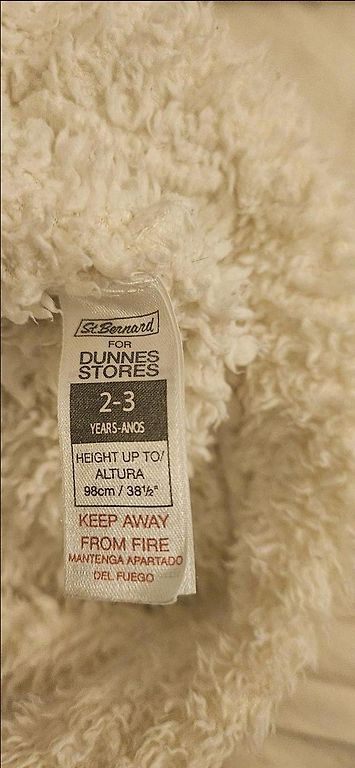 St. Bernard
FOR
DUNNES
STORES
2-3
YEARS-ANOS
HEIGHT UP TO/
ALTURA
98cm / 38½"
KEEP AWAY
FROM FIRE
MANTENGA APARTADO
DEL FUEGO